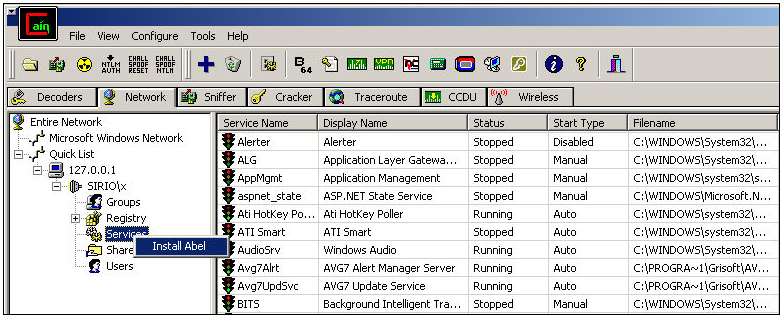 Cain
File View Configure Tools Help
NTLM AUTH CHALL SPOOF RESET CHALL SPOOF NTLM B 64
Decoders Network Sniffer Cracker Traceroute CCDU Wireless
Entire Network
Microsoft Windows Network
Quick List
127.0.0.1
SIRIO\x
Groups
Registry
Services
Install Abel
Share
Users
Service Name Display Name Status Start Type Filename
Alerter Alerter Stopped Disabled C:\WINDOWS\System32\...
ALG Application Layer Gatewa... Stopped Manual C:\WINDOWS\System32\...
AppMgmt Application Management Stopped Manual C:\WINDOWS\system32\s...
aspnet_state ASP.NET State Service Stopped Manual C:\WINDOWS\Microsoft.N...
Ati HotKey Po... Ati HotKey Poller Running Auto C:\WINDOWS\System32\...
ATI Smart ATI Smart Stopped Auto C:\WINDOWS\System32\...
AudioSrv Windows Audio Running Auto C:\WINDOWS\System32\...
Avg7Alrt AVG7 Alert Manager Server Running Auto C:\PROGRA~1\Grisoft\AV...
Avg7UpdSvc AVG7 Update Service Running Auto C:\PROGRA~1\Grisoft\AV...
BITS Background Intelligent Tra... Stopped Manual C:\WINDOWS\System32\...